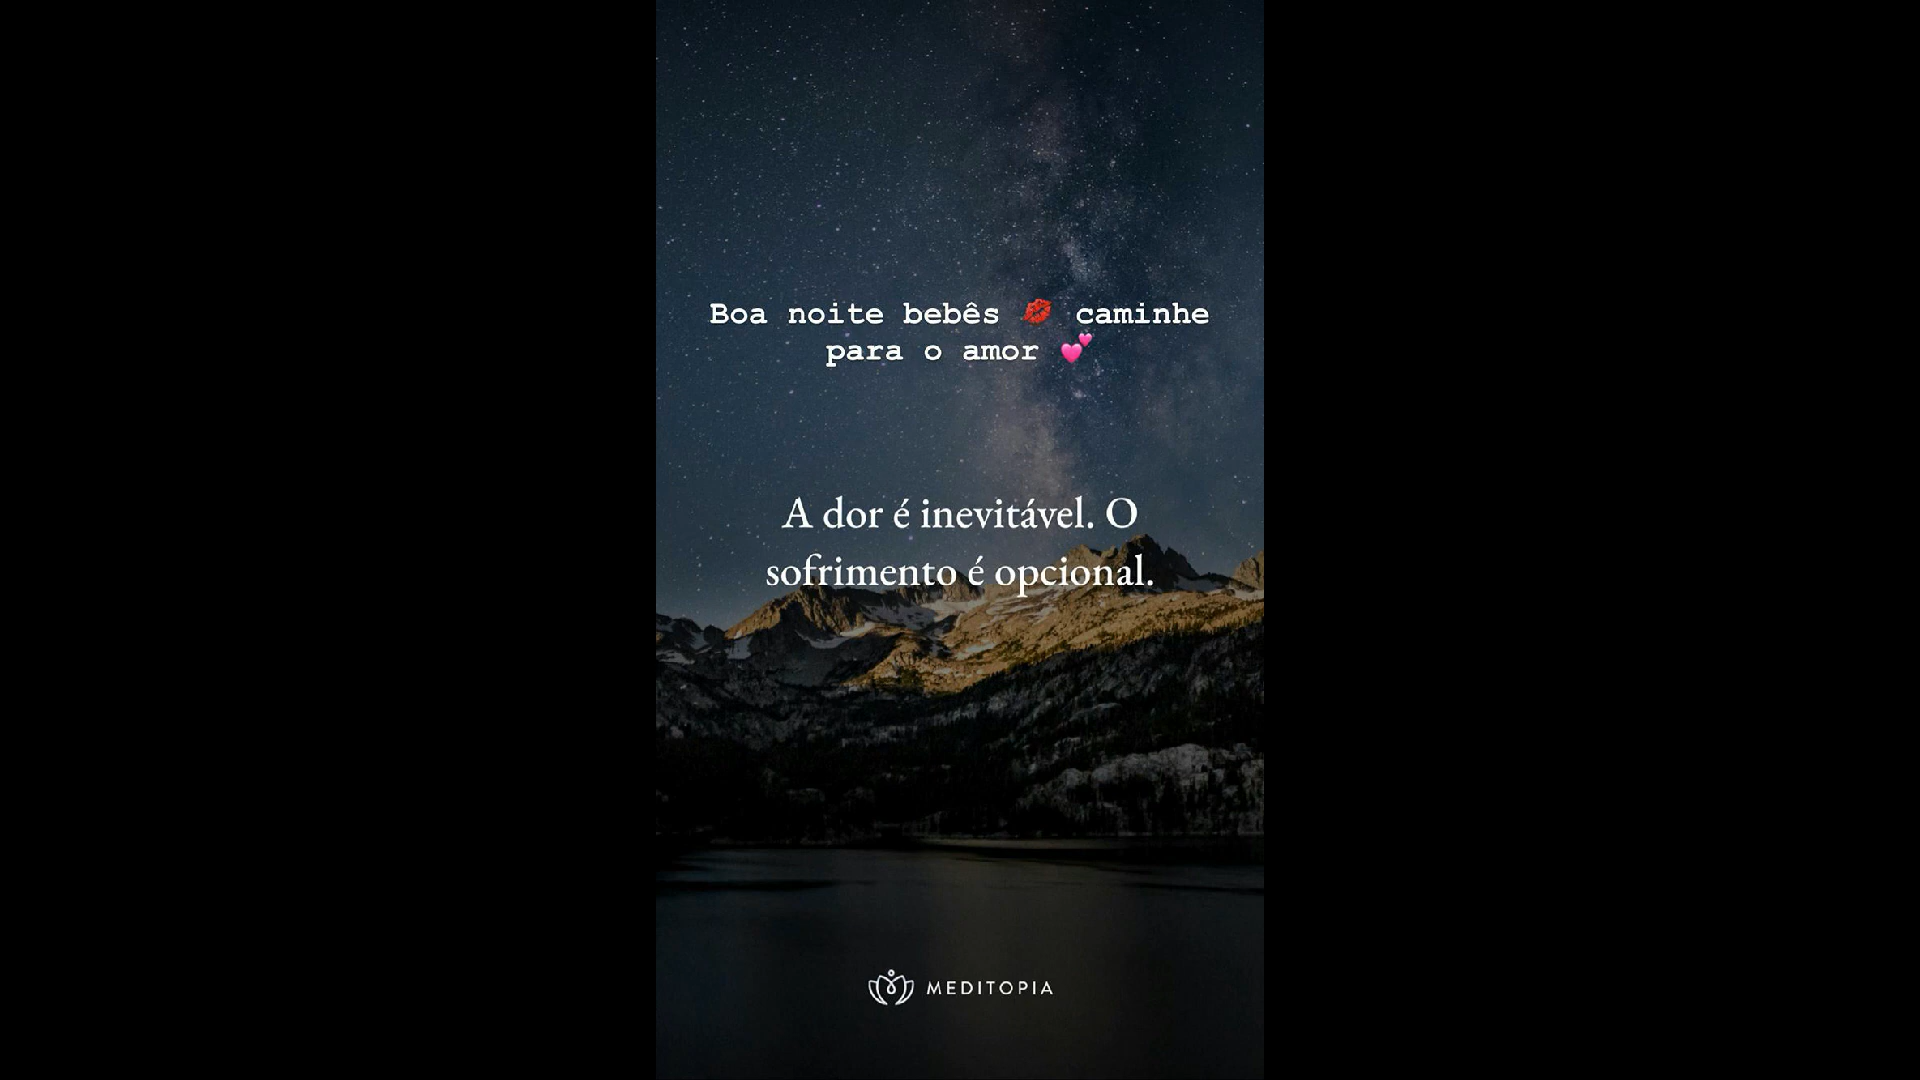 Boa noite bebês 💋 caminhe
para o amor 💕
A dor é inevitável. O
sofrimento é opcional.
MEDITOPIA